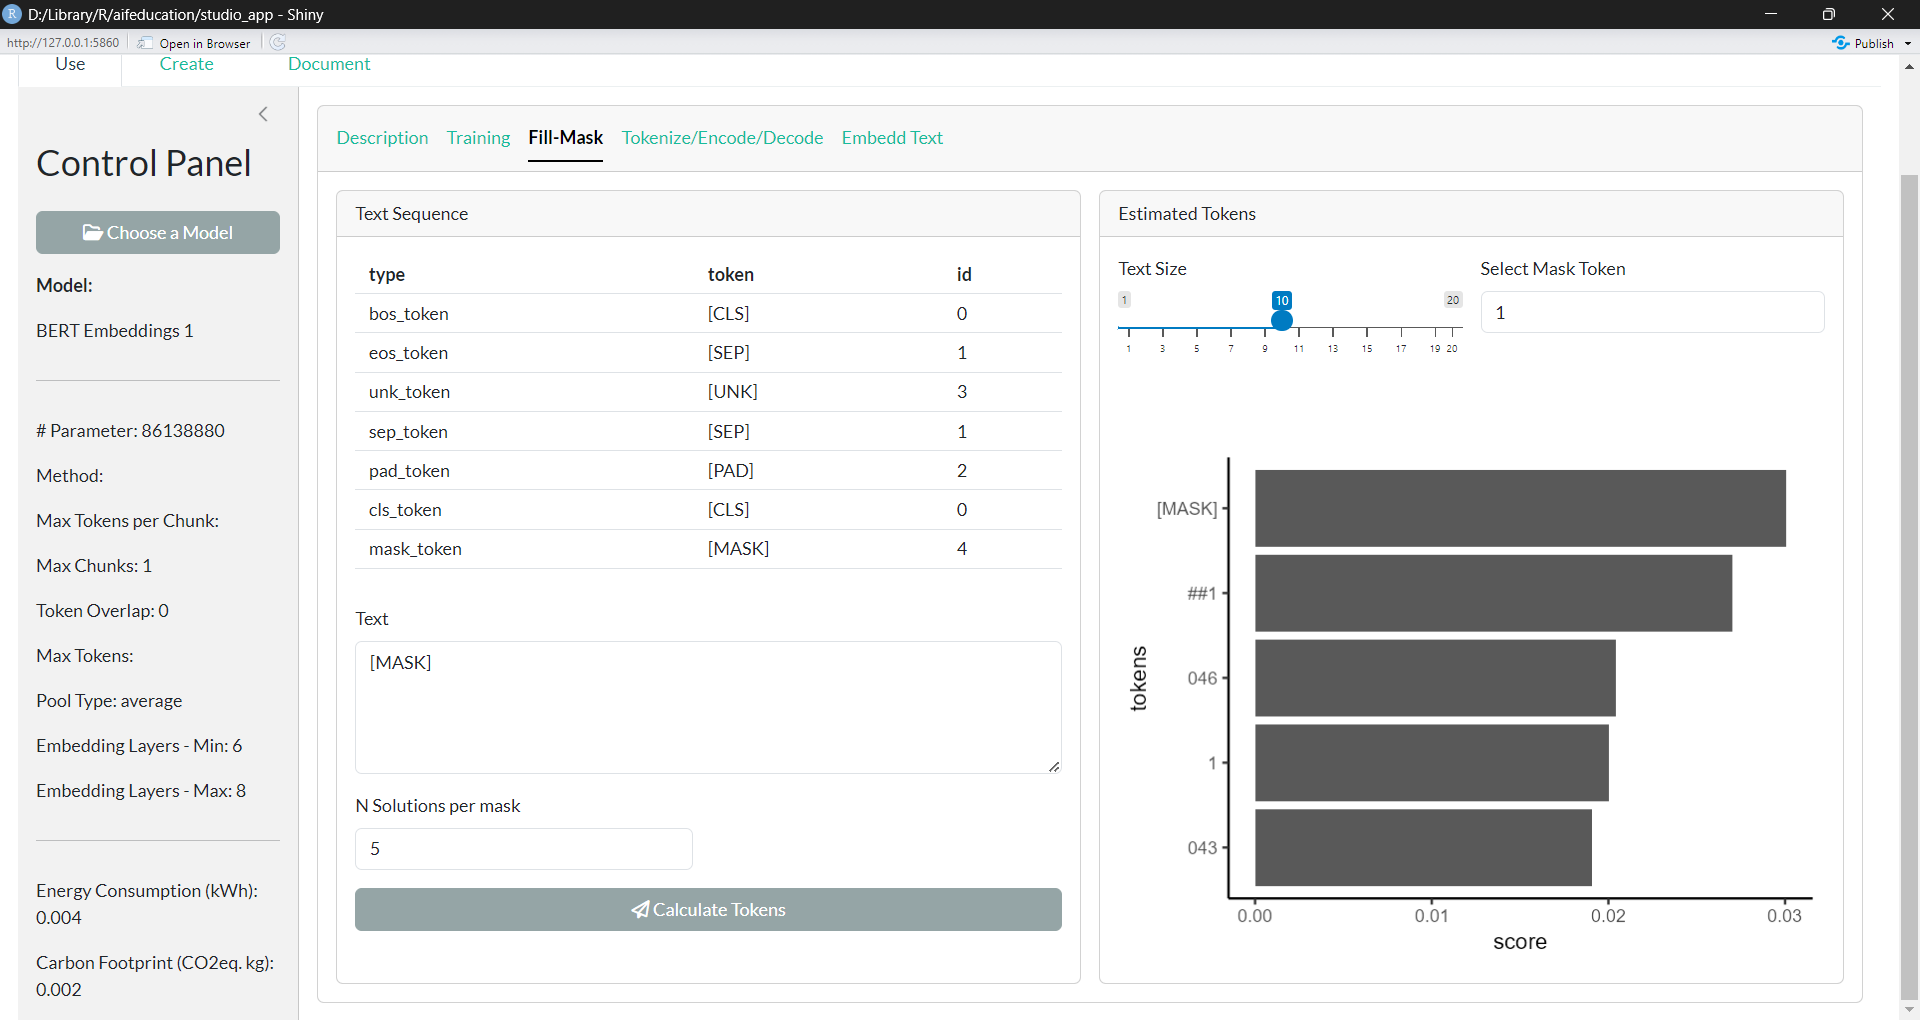 D:/Library/R/aifeducation/studio_app - Shiny
http://127.0.0.1:5860 Open in Browser Publish
Use Create Document
Control Panel
Choose a Model
Model:
BERT Embeddings 1
# Parameter: 86138880
Method:
Max Tokens per Chunk:
Max Chunks: 1
Token Overlap: 0
Max Tokens:
Pool Type: average
Embedding Layers - Min: 6
Embedding Layers - Max: 8
Energy Consumption (kWh):
0.004
Carbon Footprint (CO2eq. kg):
0.002
Description Training Fill-Mask Tokenize/Encode/Decode Embedd Text
Text Sequence
type token id
bos_token [CLS] 0
eos_token [SEP] 1
unk_token [UNK] 3
sep_token [SEP] 1
pad_token [PAD] 2
cls_token [CLS] 0
mask_token [MASK] 4
Text
[MASK]
N Solutions per mask
5
Calculate Tokens
Estimated Tokens
Text Size
1 10 20
1 3 5 7 9 11 13 15 17 19 20
Select Mask Token
1
tokens
[MASK]
##1
046
1
043
0.00 0.01 0.02 0.03
score